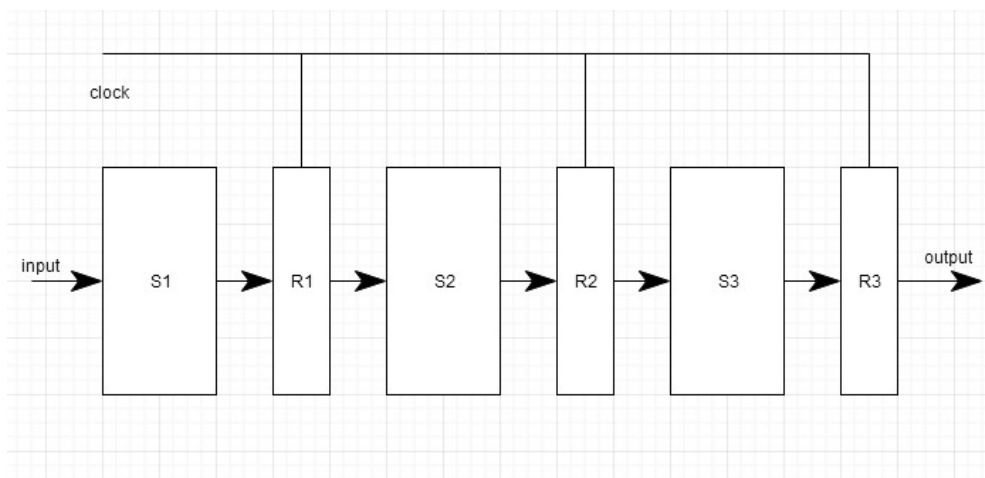 clock
input
S1
R1
S2
R2
S3
R3
output